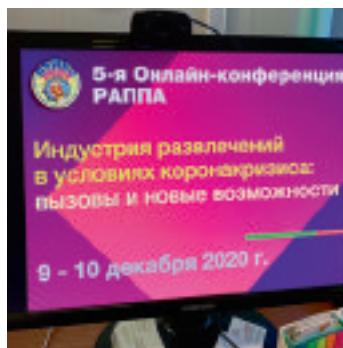 5-я Онлайн-конференция
РАППА
Индустрия развлечений
в условиях коронакризиса:
вызовы и новые возможности
9 - 10 декабря 2020 г.